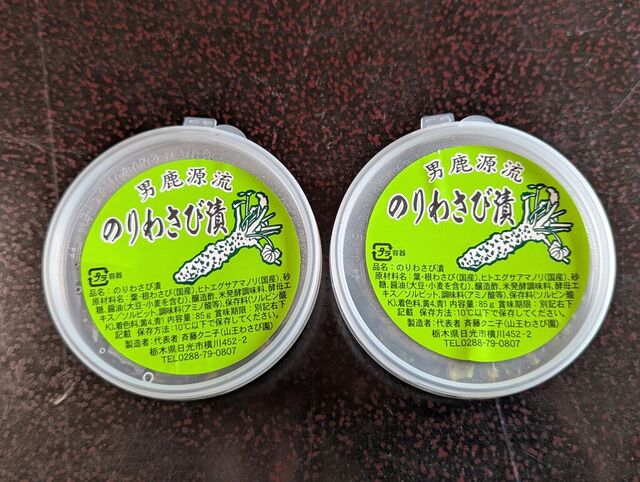 男鹿源流
のりわさび漬
プラ
容器
品名:のりわさび漬
原材料名:葉・根わさび(国産),ヒトエグサアマノリ(国産),砂
糖,醤油(大豆・小麦を含む),醸造酢,米発酵調味料,酵母エ
キス/ソルビット,調味料(アミノ酸等),保存料(ソルビン酸
K),着色料,黄4,青1 内容量:85g 賞味期限:別記右下
記載 保存方法:10℃以下で保存してください。
製造者:代表者 斉藤クニ子(山王わさび園)
栃木県日光市横川452-2
TEL0288-79-0807
男鹿源流
のりわさび漬
プラ
容器
品名:のりわさび漬
原材料名:葉・根わさび(国産),ヒトエグサアマノリ(国産),砂
糖,醤油(大豆・小麦を含む),醸造酢,米発酵調味料,酵母エ
キス/ソルビット,調味料(アミノ酸等),保存料(ソルビン酸
K),着色料,黄4,青1 内容量:85g 賞味期限:別記右下
記載 保存方法:10℃以下で保存してください。
製造者:代表者 斉藤クニ子(山王わさび園)
栃木県日光市横川452-2
TEL0288-79-0807